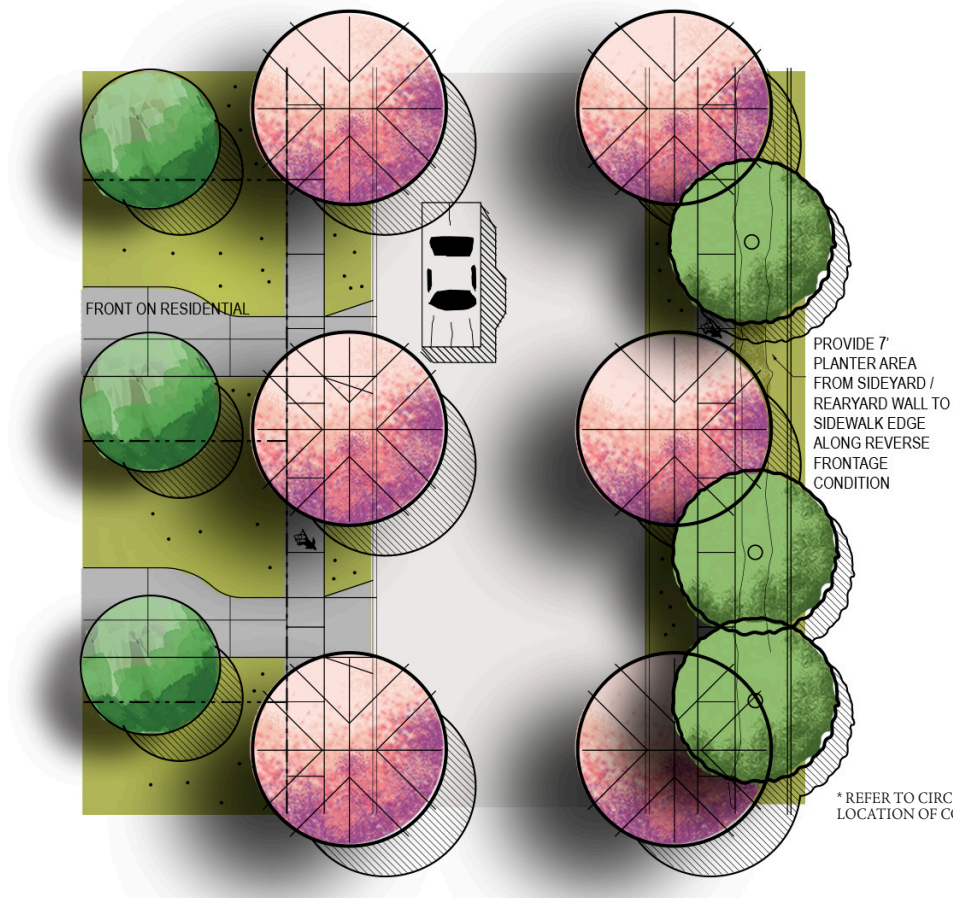 FRONT ON RESIDENTIAL
PROVIDE 7'
PLANTER AREA
FROM SIDEYARD /
REARYARD WALL TO
SIDEWALK EDGE
ALONG REVERSE
FRONTAGE
CONDITION
* REFER TO
LOCATION OF